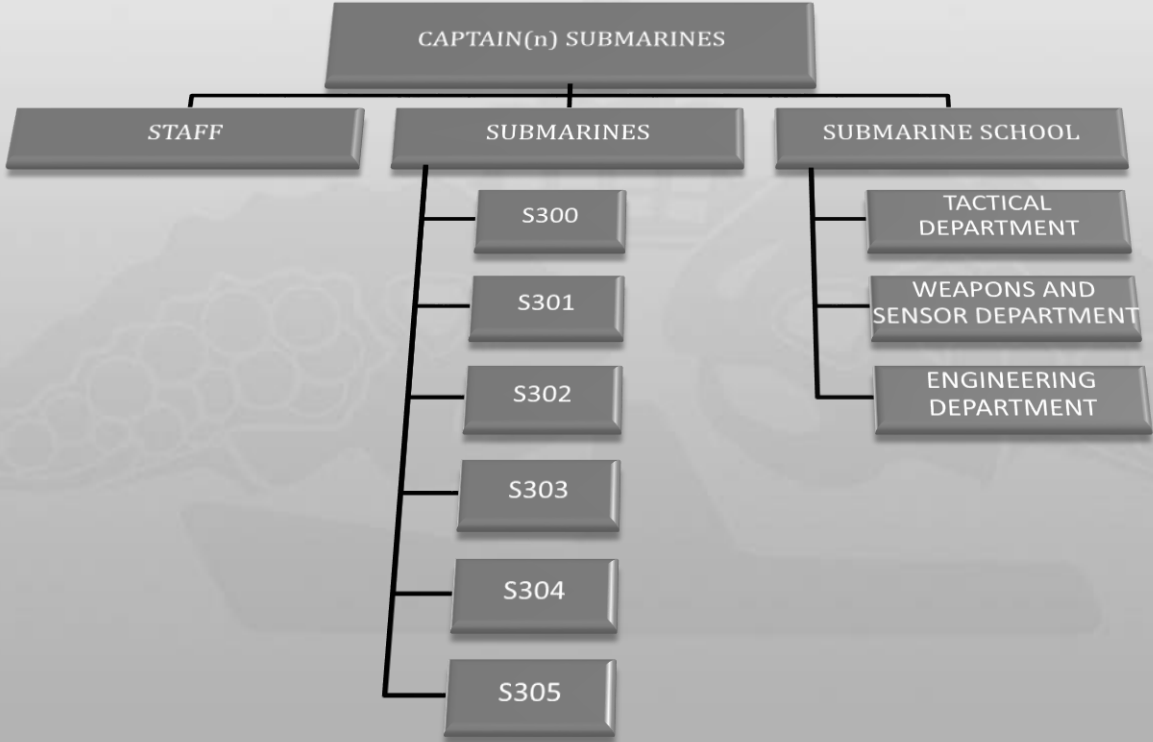 CAPTAIN(n) SUBMARINES
STAFF
SUBMARINES
SUBMARINE SCHOOL
S300
S301
S302
S303
S304
S305
TACTICAL
DEPARTMENT
WEAPONS AND
SENSOR DEPARTMENT
ENGINEERING
DEPARTMENT